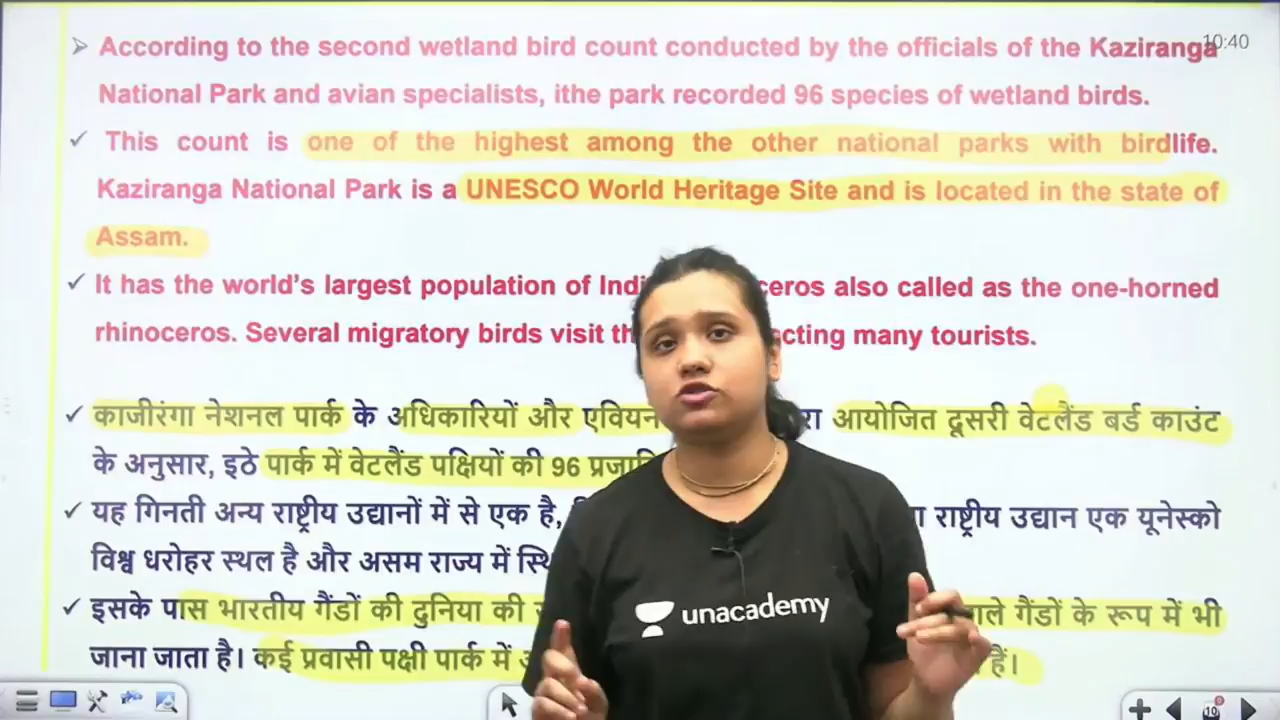 ➢ According to the second wetland bird count conducted by the officials of the Kaziranga
10:40
National Park and avian specialists, ithe park recorded 96 species of wetland birds.
✓ This count is one of the highest among the other national parks with birdlife.
Kaziranga National Park is a UNESCO World Heritage Site and is located in the state of
Assam.
✓ It has the world's largest population of also called as the one-horned
rhinoceros. Several migratory birds visit many tourists.
✓ काजीरंगा नेशनल पार्क के अधिकारियों और एवियन आयोजित दूसरी वेटलैंड बर्ड काउंट
के अनुसार, इठे पार्क में वेटलैंड पक्षियों की 96
✓ यह गिनती अन्य राष्ट्रीय उद्यानों में से एक है, राष्ट्रीय उद्यान एक यूनेस्को
विश्व धरोहर स्थल है और असम राज्य में
✓ इसके पास भारतीय गैंडों की दुनिया की गैंडों के रूप में भी
जाना जाता है। कई प्रवासी पक्षी पार्क में हैं।
unacademy
10